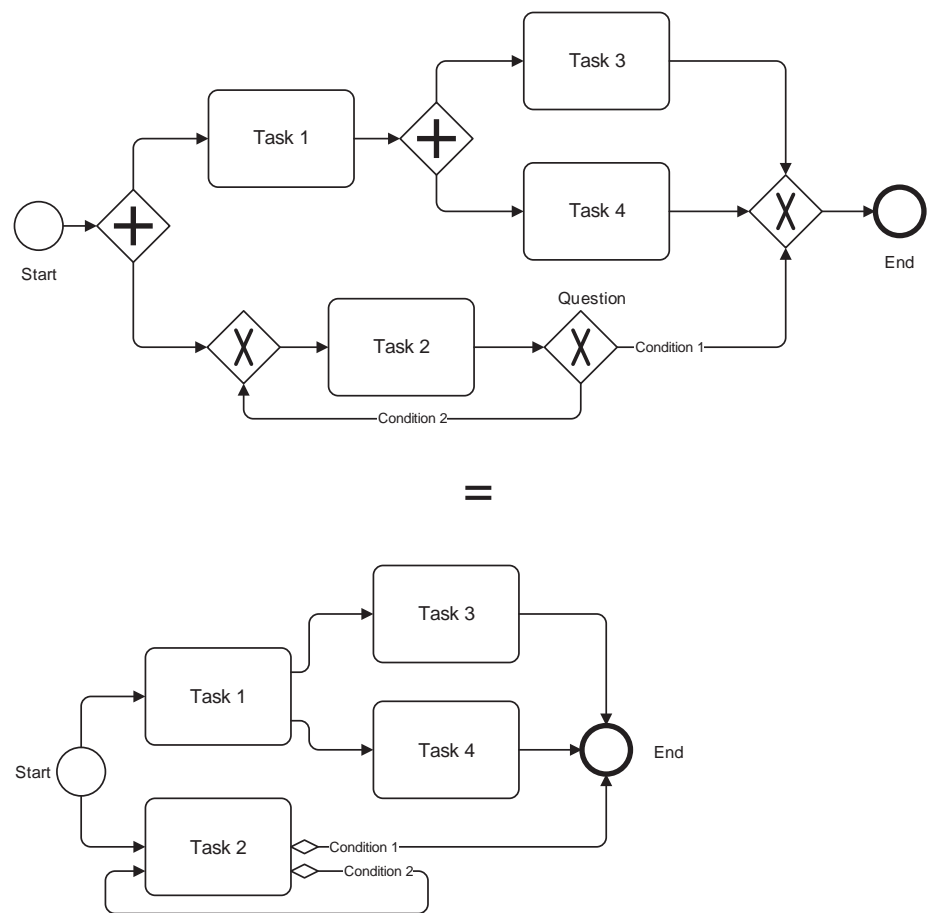 Task 3
Task 1
Task 4
Start
End
Question
Task 2
Condition 1
Condition 2
=
Task 3
Task 1
Task 4
Start
End
Task 2
Condition 1
Condition 2